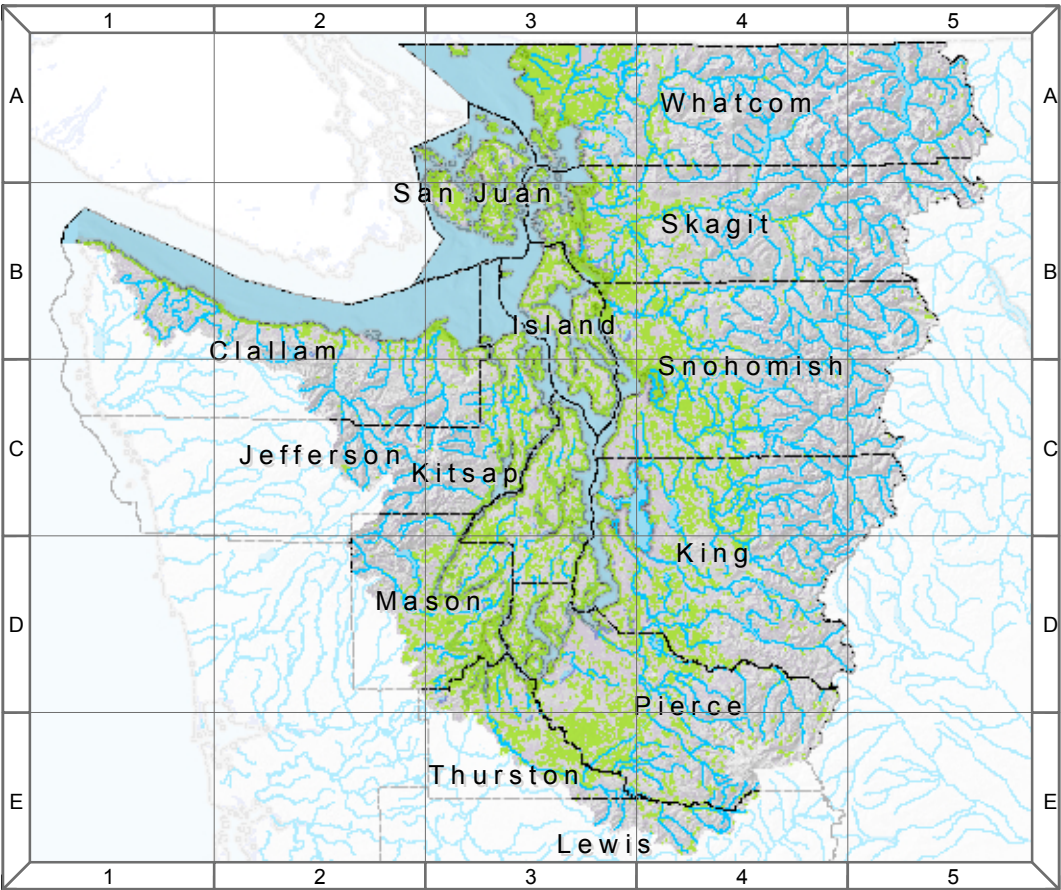 1 2 3 4 5
A A
Whatcom
San Juan
Skagit
B B
Island
Clallam
Snohomish
Jefferson
C C
Kitsap
King
Mason
D D
Pierce
Thurston
E E
Lewis
1 2 3 4 5